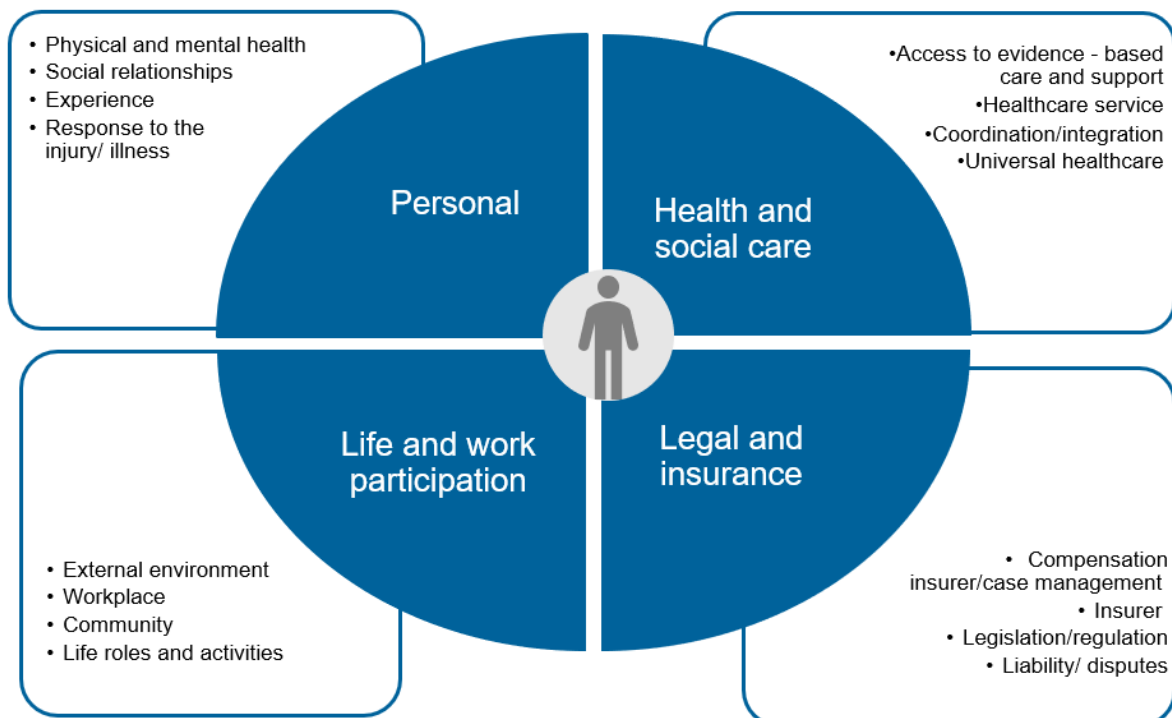 • Physical and mental health
• Social relationships
• Experience
• Response to the
injury/ illness
Personal
•Access to evidence - based
care and support
•Healthcare service
•Coordination/integration
•Universal healthcare
Health and
social care
Life and work
participation
• External environment
• Workplace
• Community
• Life roles and activities
Legal and
insurance
• Compensation
insurer/case management
• Insurer
• Legislation/regulation
• Liability/ disputes